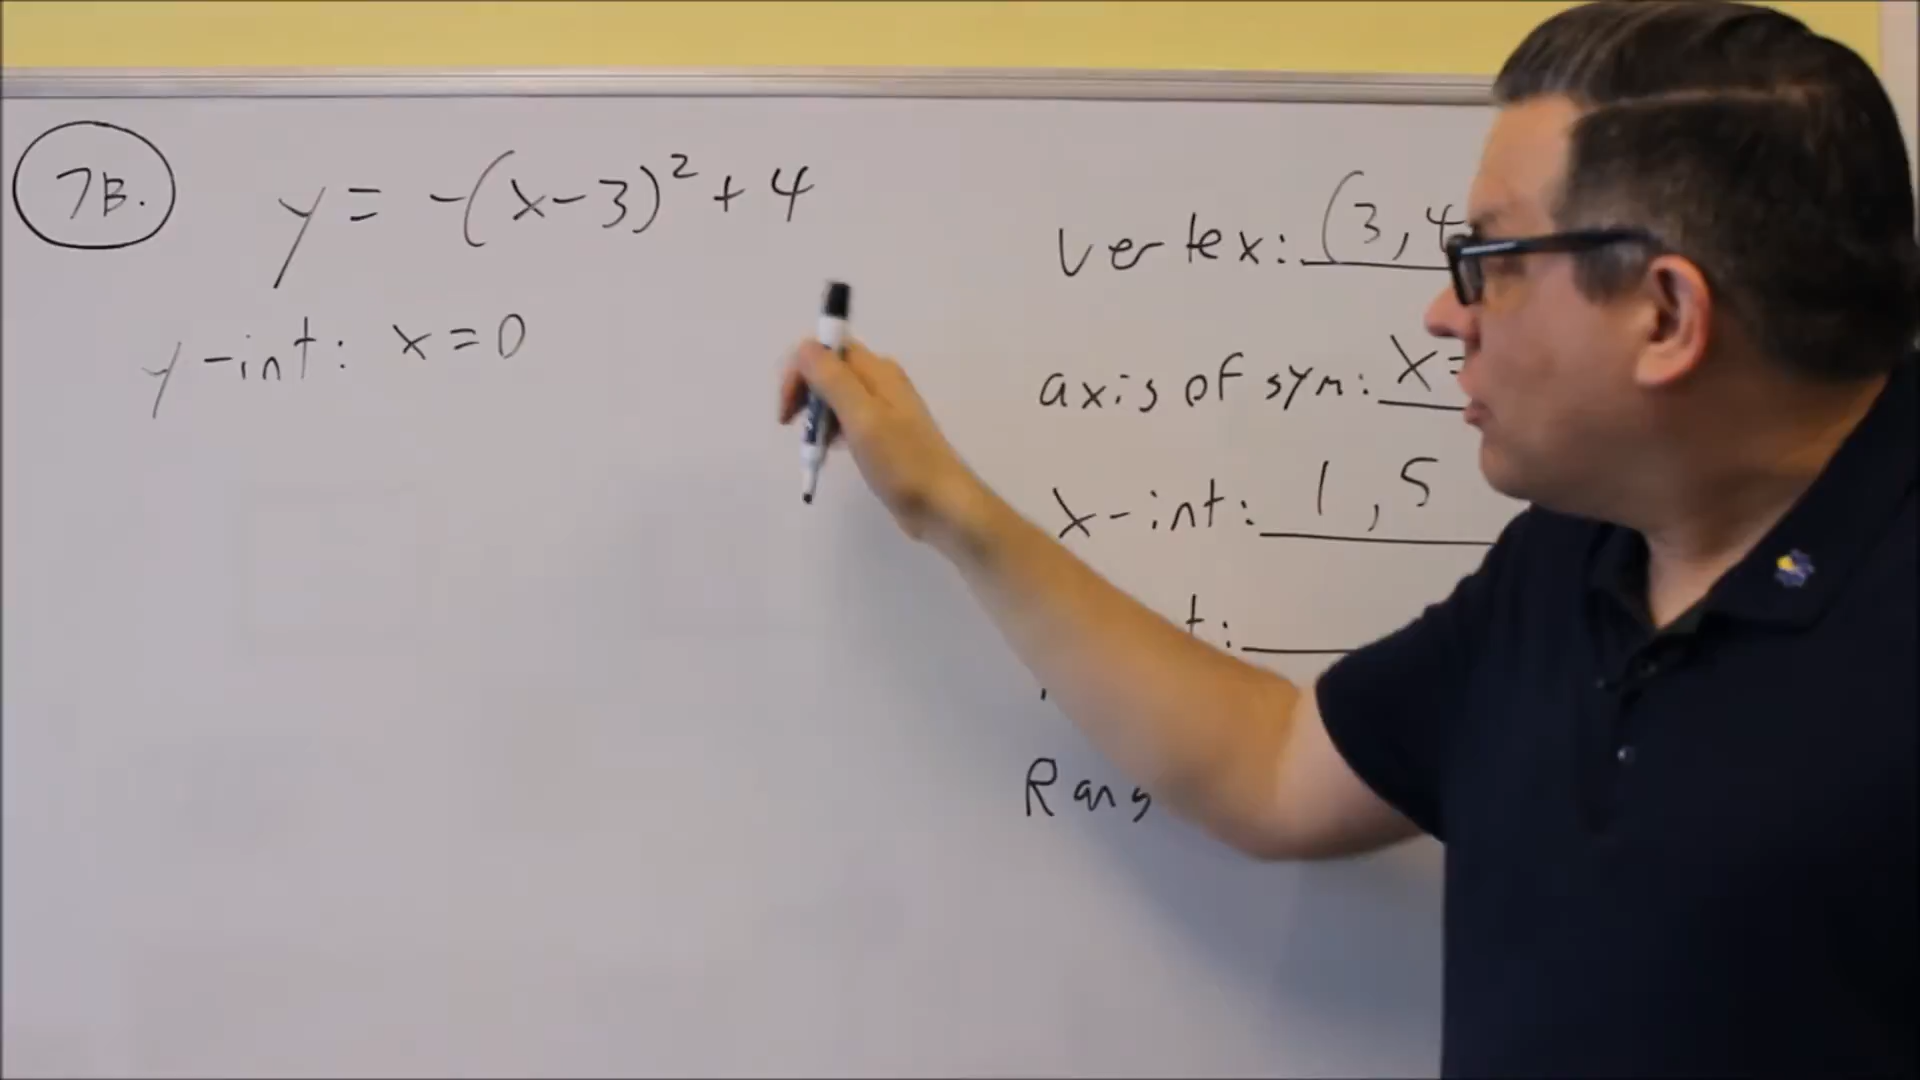 7B.
y = -(x-3)² + 4
y-int: x = 0
vertex: (3, 4
axis of sym: x =
x-int: 1, 5
t:
Rang